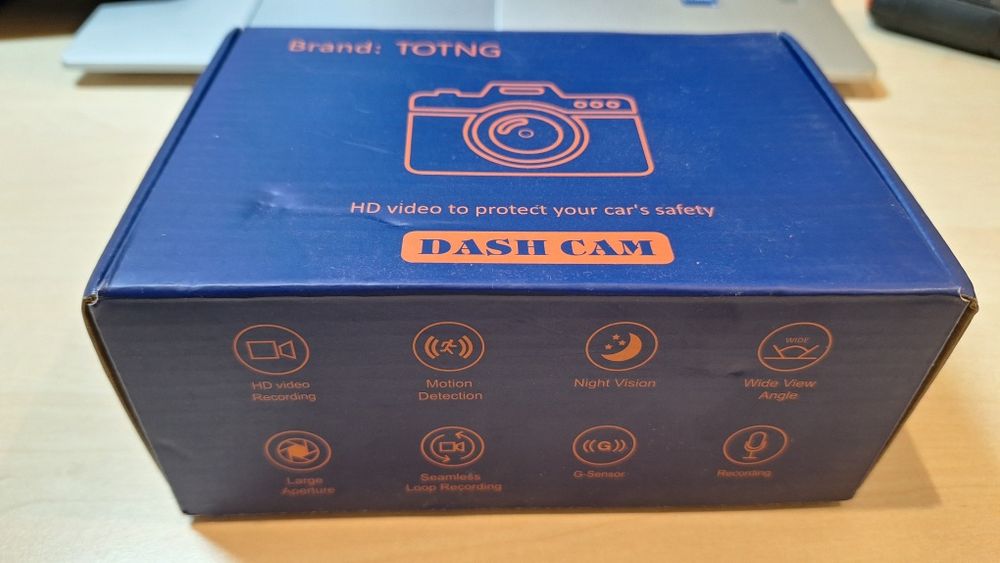 Brand: TOTNG
HD video to protect your car's safety
DASH CAM
HD video
Recording
Motion
Detection
Night Vision
WIDE
Wide View
Angle
Large
Aperture
Seamless
Loop Recording
G
G-Sensor
Recording